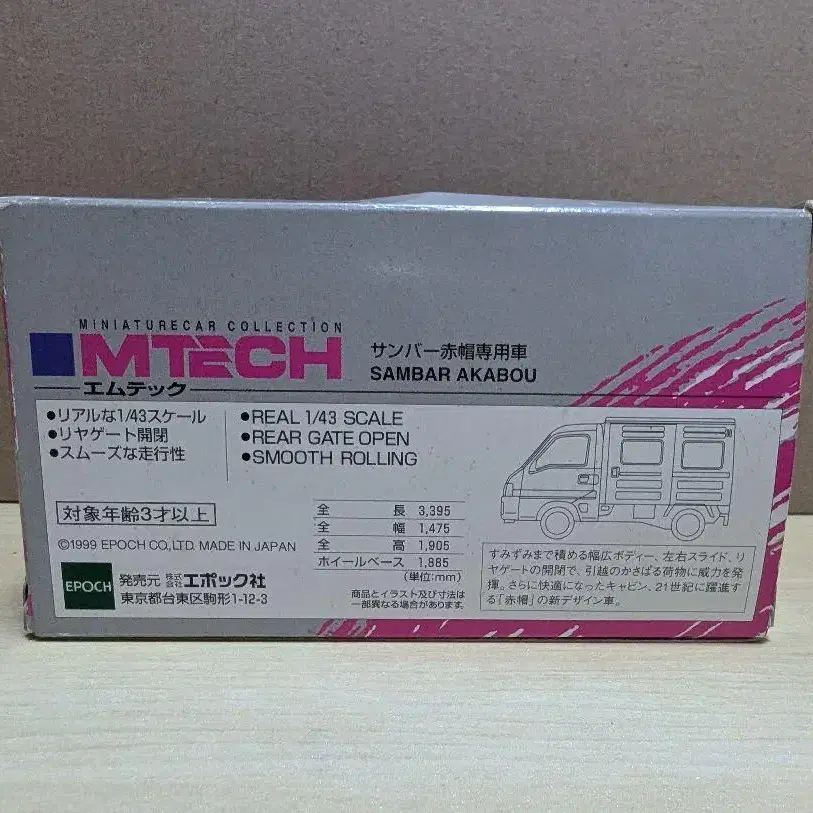 MINIATURECAR COLLECTION
MTECH
エムテック
サンバー赤帽専用車
SAMBAR AKABOU
●リアルな1/43スケール
●リヤゲート開閉
●スムーズな走行性
●REAL 1/43 SCALE
●REAR GATE OPEN
●SMOOTH ROLLING
対象年齢3才以上
©1999 EPOCH CO.,LTD. MADE IN JAPAN
EPOCH
発売元 株式会社 エポック社
東京都台東区駒形1-12-3
全 長 3,395
全 幅 1,475
全 高 1,905
ホイールベース 1,885
(単位:mm)
商品とイラスト及び寸法は
一部異なる場合があります。
すみずみまで積める幅広ボディー、左右スライド、リ
ヤゲートの開閉で、引越のかさばる荷物に威力を発
揮。さらに快適になったキャビン、21世紀に躍進す
る「赤帽」の新デザイン車。